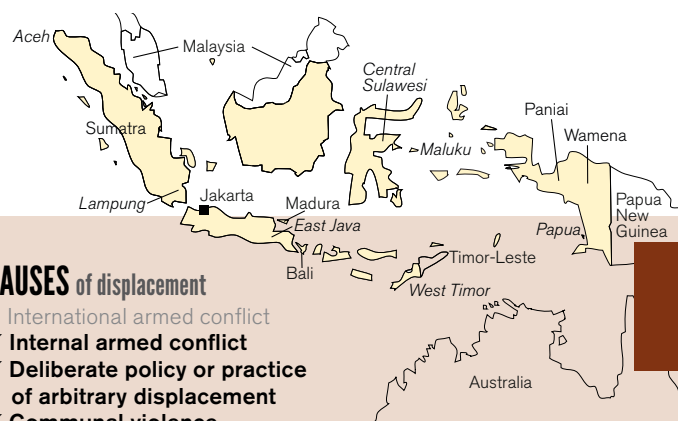 Aceh
Malaysia
Central
Sulawesi
Paniai
Wamena
Sumatra
Maluku
Lampung
Jakarta
Madura
Papua
New
Guinea
East Java
Papua
Bali
Timor-Leste
West Timor
AUSES of displacement
International armed conflict
Internal armed conflict
Deliberate policy or practice
of arbitrary displacement
Communal violence
Australia